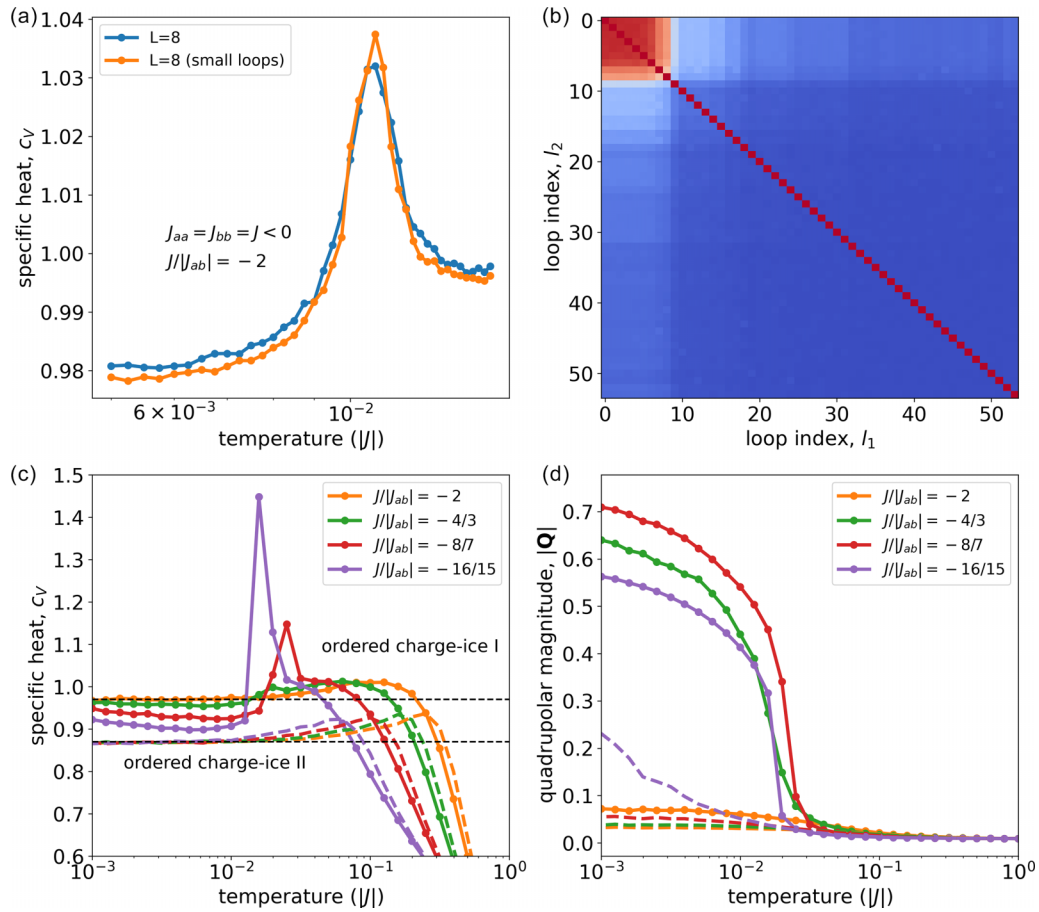 (a)
1.04
1.03
1.02
1.01
1.00
0.99
0.98
specific heat, c_V
L=8
L=8 (small loops)
J_aa = J_bb = J < 0
J/|J_ab| = −2
6 × 10⁻³
10⁻²
temperature (|J|)
(b)
0
10
20
30
40
50
loop index, l_2
0
10
20
30
40
50
loop index, l_1
(c)
1.5
1.4
1.3
1.2
1.1
1.0
0.9
0.8
0.7
0.6
specific heat, c_V
J/|J_ab| = −2
J/|J_ab| = −4/3
J/|J_ab| = −8/7
J/|J_ab| = −16/15
ordered charge-ice I
ordered charge-ice II
10⁻³
10⁻²
10⁻¹
10⁰
temperature (|J|)
(d)
0.7
0.6
0.5
0.4
0.3
0.2
0.1
0.0
quadrupolar magnitude, |Q|
J/|J_ab| = −2
J/|J_ab| = −4/3
J/|J_ab| = −8/7
J/|J_ab| = −16/15
10⁻³
10⁻²
10⁻¹
10⁰
temperature (|J|)